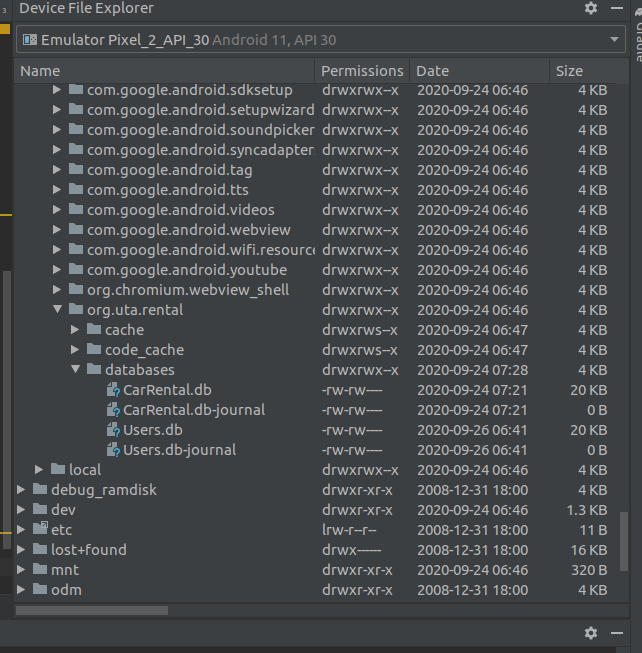 3 Device File Explorer
Emulator Pixel_2_API_30 Android 11, API 30
Name Permissions Date Size
com.google.android.sdksetup drwxrwx--x 2020-09-24 06:46 4 KB
com.google.android.setupwizard drwxrwx--x 2020-09-24 06:46 4 KB
com.google.android.soundpicker drwxrwx--x 2020-09-24 06:46 4 KB
com.google.android.syncadapters drwxrwx--x 2020-09-24 06:46 4 KB
com.google.android.tag drwxrwx--x 2020-09-24 06:46 4 KB
com.google.android.tts drwxrwx--x 2020-09-24 06:46 4 KB
com.google.android.videos drwxrwx--x 2020-09-24 06:46 4 KB
com.google.android.webview drwxrwx--x 2020-09-24 06:46 4 KB
com.google.android.wifi.resource drwxrwx--x 2020-09-24 06:46 4 KB
com.google.android.youtube drwxrwx--x 2020-09-24 06:46 4 KB
org.chromium.webview_shell drwxrwx--x 2020-09-24 06:46 4 KB
org.uta.rental drwxrwx--x 2020-09-24 06:46 4 KB
cache drwxrws--x 2020-09-24 06:47 4 KB
code_cache drwxrws--x 2020-09-24 06:47 4 KB
databases drwxrwx--x 2020-09-24 07:28 4 KB
CarRental.db -rw-rw---- 2020-09-24 07:21 20 KB
CarRental.db-journal -rw-rw---- 2020-09-24 07:21 0 B
Users.db -rw-rw---- 2020-09-26 06:41 20 KB
Users.db-journal -rw-rw---- 2020-09-26 06:41 0 B
local drwxrwx--x 2020-09-24 06:46 4 KB
debug_ramdisk drwxr-xr-x 2008-12-31 18:00 4 KB
dev drwxr-xr-x 2020-09-24 06:46 1.3 KB
etc lrw-r--r-- 2008-12-31 18:00 11 B
lost+found drwx------ 2008-12-31 18:00 16 KB
mnt drwxr-xr-x 2020-09-24 06:46 320 B
odm drwxr-xr-x 2008-12-31 18:00 4 KB